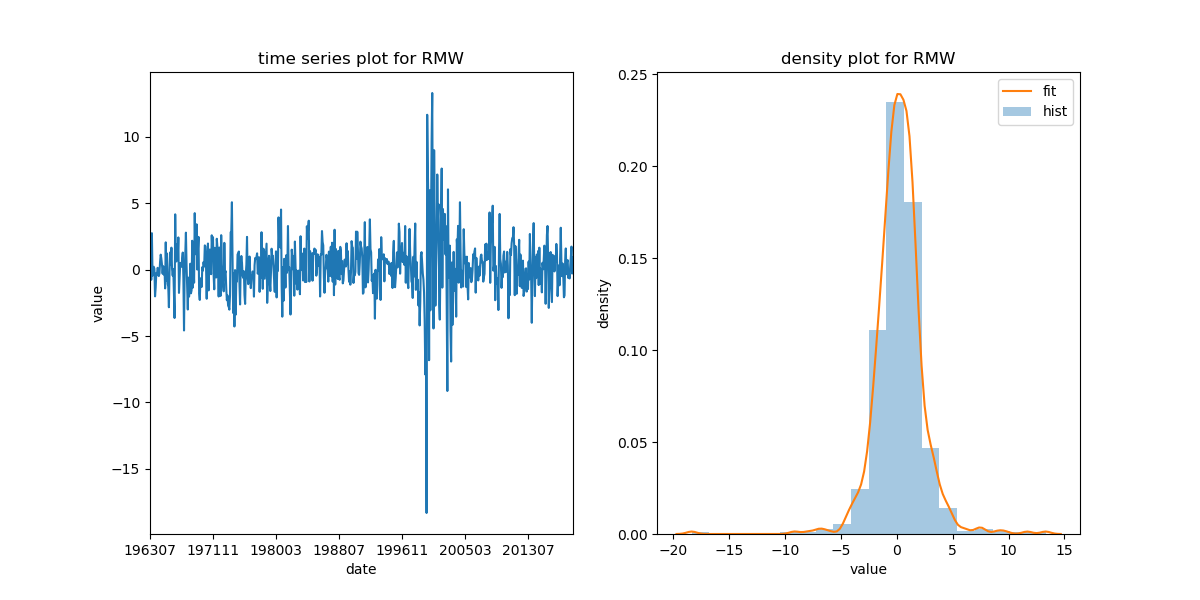 time series plot for RMW
value
10
5
0
−5
−10
−15
196307 197111 198003 198807 199611 200503 201307
date
density plot for RMW
density
0.25
0.20
0.15
0.10
0.05
0.00
fit
hist
−20 −15 −10 −5 0 5 10 15
value